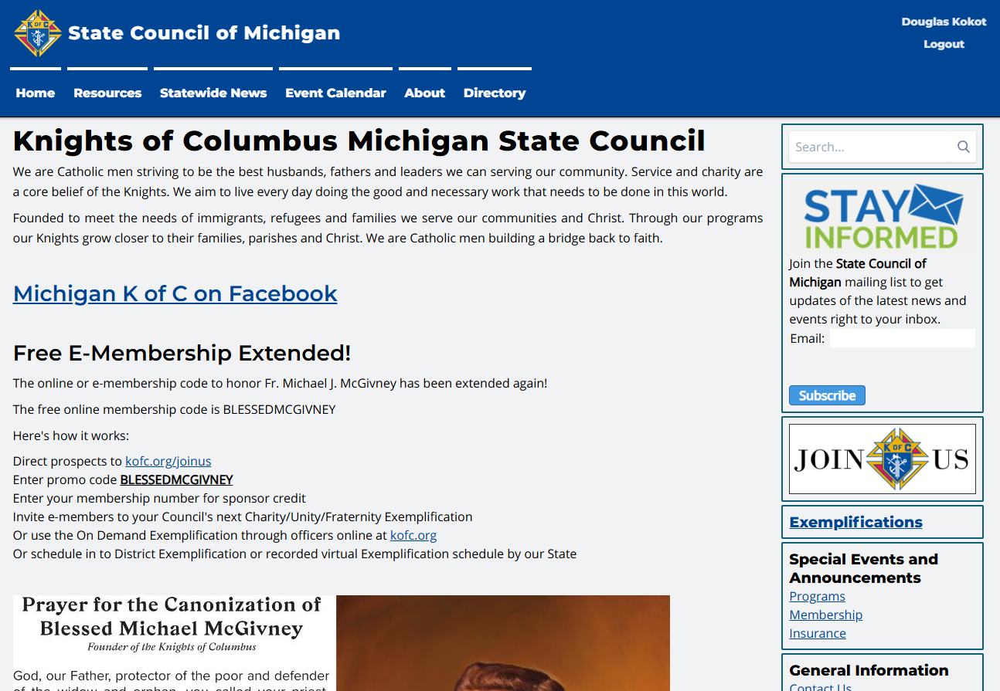 K OF C
State Council of Michigan
Douglas Kokot
Logout
Home Resources Statewide News Event Calendar About Directory
Knights of Columbus Michigan State Council
We are Catholic men striving to be the best husbands, fathers and leaders we can serving our community. Service and charity are
a core belief of the Knights. We aim to live every day doing the good and necessary work that needs to be done in this world.
Founded to meet the needs of immigrants, refugees and families we serve our communities and Christ. Through our programs
our Knights grow closer to their families, parishes and Christ. We are Catholic men building a bridge back to faith.
Michigan K of C on Facebook
Free E-Membership Extended!
The online or e-membership code to honor Fr. Michael J. McGivney has been extended again!
The free online membership code is BLESSEDMCGIVNEY
Here's how it works:
Direct prospects to kofc.org/joinus
Enter promo code BLESSEDMCGIVNEY
Enter your membership number for sponsor credit
Invite e-members to your Council's next Charity/Unity/Fraternity Exemplification
Or use the On Demand Exemplification through officers online at kofc.org
Or schedule in to District Exemplification or recorded virtual Exemplification schedule by our State
Prayer for the Canonization of
Blessed Michael McGivney
Founder of the Knights of Columbus
God, our Father, protector of the poor and defender
of the widow and orphan, you called your priest,
Search...
STAY
INFORMED
Join the State Council of
Michigan mailing list to get
updates of the latest news and
events right to your inbox.
Email:
Subscribe
JOIN K OF C US
Exemplifications
Special Events and
Announcements
Programs
Membership
Insurance
General Information
Contact Us